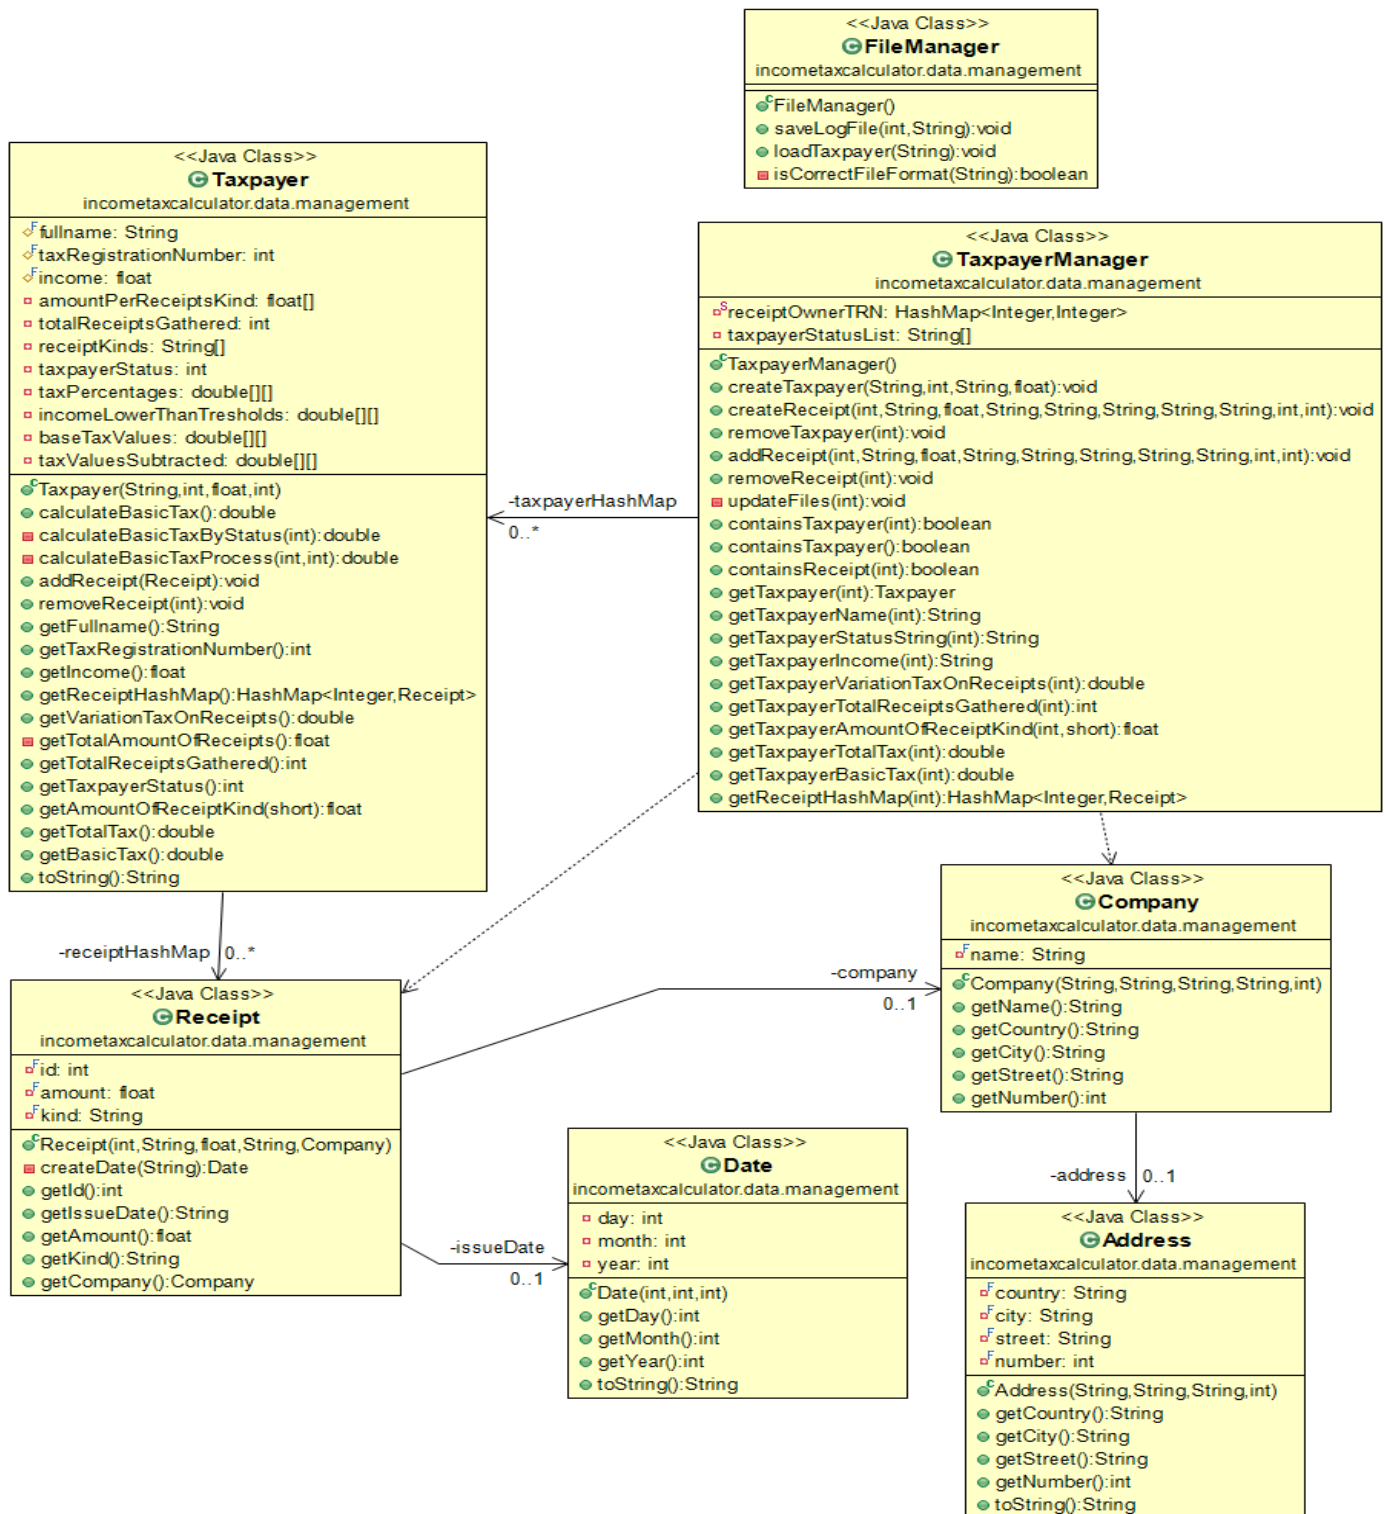 <<Java Class>>
FileManager
incometaxcalculator.data.management
FileManager()
saveLogFile(int,String):void
loadTaxpayer(String):void
isCorrectFileFormat(String):boolean
<<Java Class>>
Taxpayer
incometaxcalculator.data.management
fullname: String
taxRegistrationNumber: int
income: float
amountPerReceiptsKind: float[]
totalReceiptsGathered: int
receiptKinds: String[]
taxpayerStatus: int
taxPercentages: double[][]
incomeLowerThanTresholds: double[][]
baseTaxValues: double[][]
taxValuesSubtracted: double[][]
Taxpayer(String,int,float,int)
calculateBasicTax():double
calculateBasicTaxByStatus(int):double
calculateBasicTaxProcess(int,int):double
addReceipt(Receipt):void
removeReceipt(int):void
getFullname():String
getTaxRegistrationNumber():int
getIncome():float
getReceiptHashMap():HashMap<Integer,Receipt>
getVariationTaxOnReceipts():double
getTotalAmountOfReceipts():float
getTotalReceiptsGathered():int
getTaxpayerStatus():int
getAmountOfReceiptKind(short):float
getTotalTax():double
getBasicTax():double
toString():String
-taxpayerHashMap
0..*
<<Java Class>>
TaxpayerManager
incometaxcalculator.data.management
receiptOwnerTRN: HashMap<Integer,Integer>
taxpayerStatusList: String[]
TaxpayerManager()
createTaxpayer(String,int,String,float):void
createReceipt(int,String,float,String,String,String,String,String,int,int):void
removeTaxpayer(int):void
addReceipt(int,String,float,String,String,String,String,String,int,int):void
removeReceipt(int):void
updateFiles(int):void
containsTaxpayer(int):boolean
containsTaxpayer():boolean
containsReceipt(int):boolean
getTaxpayer(int):Taxpayer
getTaxpayerName(int):String
getTaxpayerStatusString(int):String
getTaxpayerIncome(int):String
getTaxpayerVariationTaxOnReceipts(int):double
getTaxpayerTotalReceiptsGathered(int):int
getTaxpayerAmountOfReceiptKind(int,short):float
getTaxpayerTotalTax(int):double
getTaxpayerBasicTax(int):double
getReceiptHashMap(int):HashMap<Integer,Receipt>
-receiptHashMap
0..*
<<Java Class>>
Receipt
incometaxcalculator.data.management
id: int
amount: float
kind: String
Receipt(int,String,float,String,Company)
createDate(String):Date
getId():int
getIssueDate():String
getAmount():float
getKind():String
getCompany():Company
-company
0..1
<<Java Class>>
Company
incometaxcalculator.data.management
name: String
Company(String,String,String,String,int)
getName():String
getCountry():String
getCity():String
getStreet():String
getNumber():int
-issueDate
0..1
<<Java Class>>
Date
incometaxcalculator.data.management
day: int
month: int
year: int
Date(int,int,int)
getDay():int
getMonth():int
getYear():int
toString():String
-address
0..1
<<Java Class>>
Address
incometaxcalculator.data.management
country: String
city: String
street: String
number: int
Address(String,String,String,int)
getCountry():String
getCity():String
getStreet():String
getNumber():int
toString():String